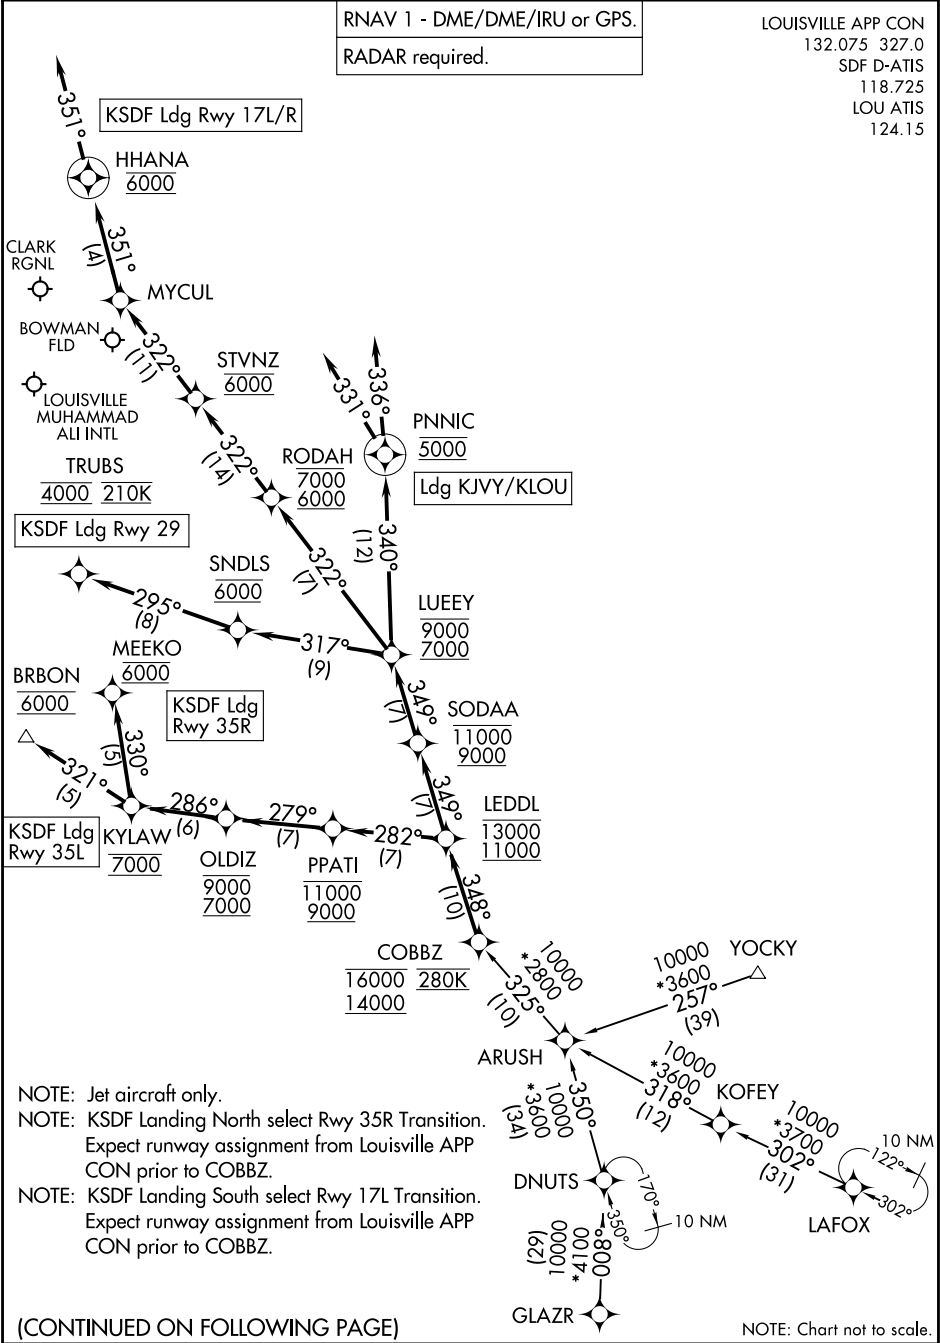 RNAV 1 - DME/DME/IRU or GPS.
RADAR required.
LOUISVILLE APP CON
132.075 327.0
SDF D-ATIS
118.725
LOU ATIS
124.15
351°
KSDF Ldg Rwy 17L/R
HHANA
6000
351°
(4)
CLARK
RGNL
MYCUL
BOWMAN
FLD
322°
(11)
STVNZ
6000
LOUISVILLE
MUHAMMAD
ALI INTL
331°
336°
PNNIC
5000
322°
(14)
RODAH
7000
6000
Ldg KJVY/KLOU
TRUBS
4000 210K
KSDF Ldg Rwy 29
340°
(12)
322°
(7)
SNDLS
6000
295°
(8)
317°
(9)
LUEEY
9000
7000
MEEKO
6000
BRBON
6000
KSDF Ldg
Rwy 35R
349°
(7)
SODAA
11000
9000
330°
(5)
321°
(5)
349°
(7)
LEDDL
13000
11000
KSDF Ldg
Rwy 35L
KYLAW
7000
286°
(6)
OLDIZ
9000
7000
279°
(7)
PPATI
11000
9000
282°
(7)
348°
(10)
COBBZ
16000 280K
14000
10000
*2800
325°
(10)
YOCKY
10000
*3600
257°
(39)
ARUSH
10000
*3600
318°
(12)
KOFEY
10000
*3700
302°
(31)
10 NM
122°
302°
LAFOX
350°
10000
*3600
(34)
DNUTS
170°
350°
10 NM
008°
*4100
10000
(29)
GLAZR
NOTE: Jet aircraft only.
NOTE: KSDF Landing North select Rwy 35R Transition.
Expect runway assignment from Louisville APP
CON prior to COBBZ.
NOTE: KSDF Landing South select Rwy 17L Transition.
Expect runway assignment from Louisville APP
CON prior to COBBZ.
(CONTINUED ON FOLLOWING PAGE)
NOTE: Chart not to scale.